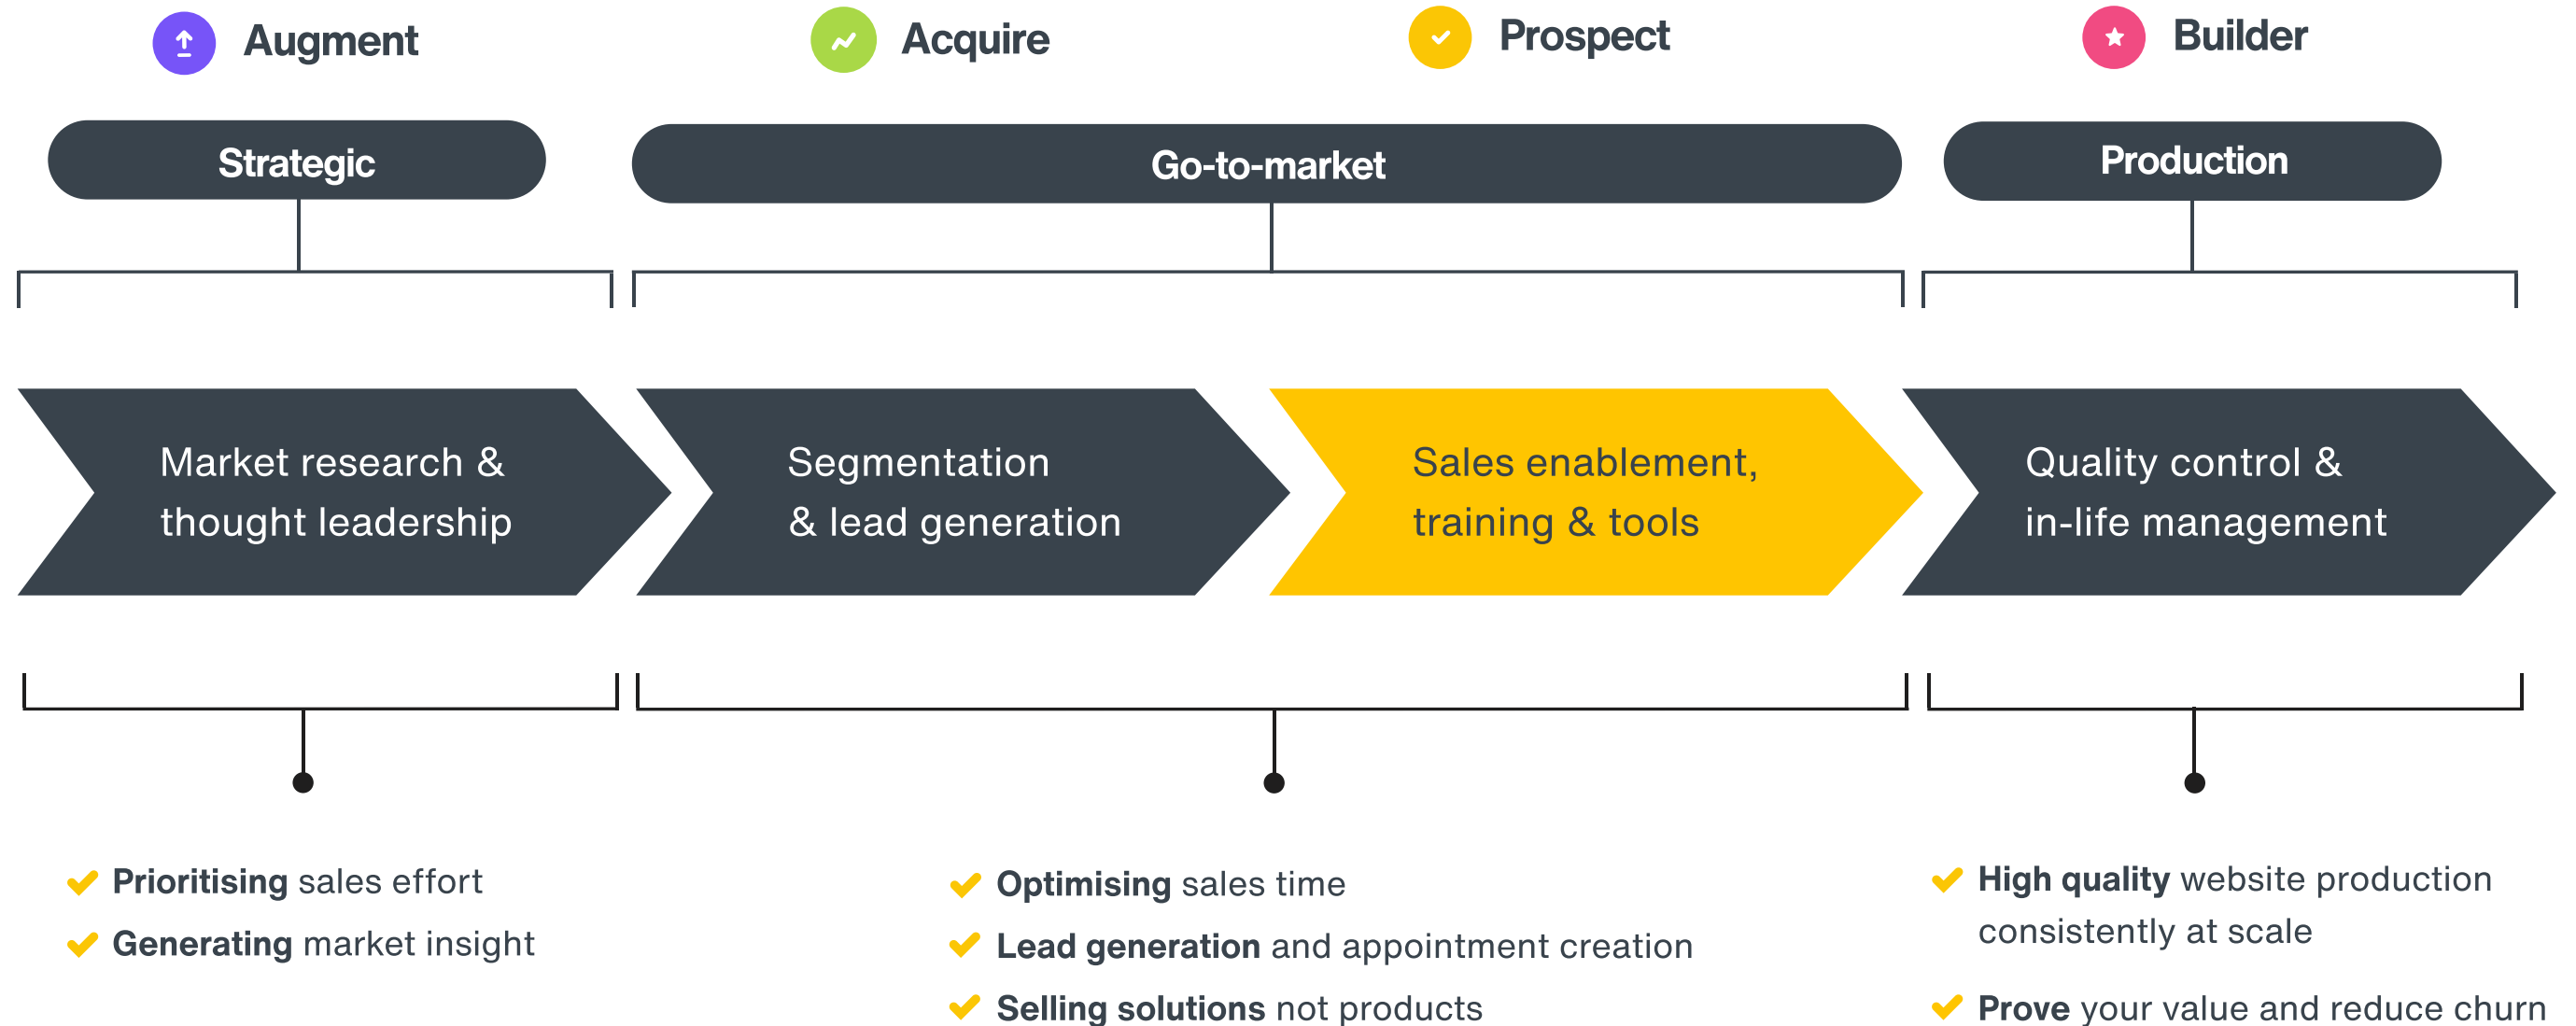 Augment
Acquire
Prospect
Builder
Strategic
Go-to-market
Production
Market research &
thought leadership
Segmentation
& lead generation
Sales enablement,
training & tools
Quality control &
in-life management
Prioritising sales effort
Generating market insight
Optimising sales time
Lead generation and appointment creation
Selling solutions not products
High quality website production
consistently at scale
Prove your value and reduce churn